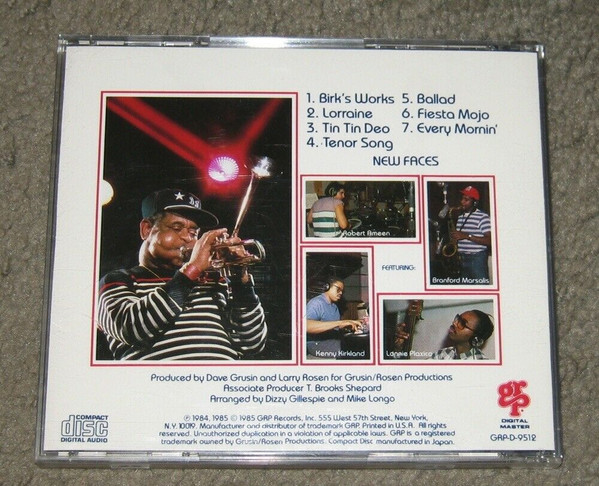 1. Birk's Works
2. Lorraine
3. Tin Tin Deo
4. Tenor Song
5. Ballad
6. Fiesta Mojo
7. Every Mornin'
NEW FACES
Robert Ameen
FEATURING:
Branford Marsalis
Kenny Kirkland
Lonnie Plaxico
Produced by Dave Grusin and Larry Rosen for Grusin/Rosen Productions
Associate Producer T. Brooks Shepard
Arranged by Dizzy Gillespie and Mike Longo
℗ 1984, 1985 © 1985 GRP Records, Inc. 555 West 57th Street, New York,
N.Y. 10019. Manufacturer and distributor of trademark GRP. Printed in U.S.R. All rights
reserved. Unauthorized duplication is a violation of applicable laws. GRP is a registered
trademark owned by Grusin/Rosen Productions. Compact Disc manufactured in Japan.
COMPACT
disc
DIGITAL AUDIO
grp
DIGITAL
MASTER
GRP-D-9512